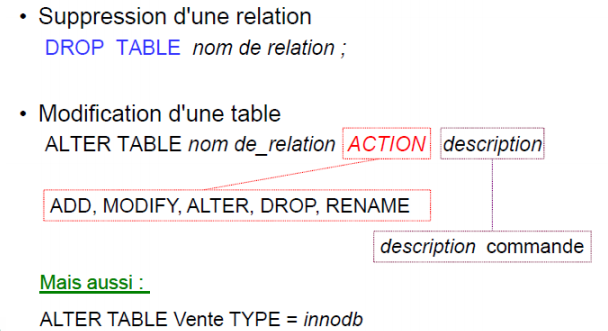 • Suppression d'une relation
DROP TABLE nom de relation ;
• Modification d'une table
ALTER TABLE nom de_relation ACTION description
ADD, MODIFY, ALTER, DROP, RENAME
description commande
Mais aussi :
ALTER TABLE Vente TYPE = innodb